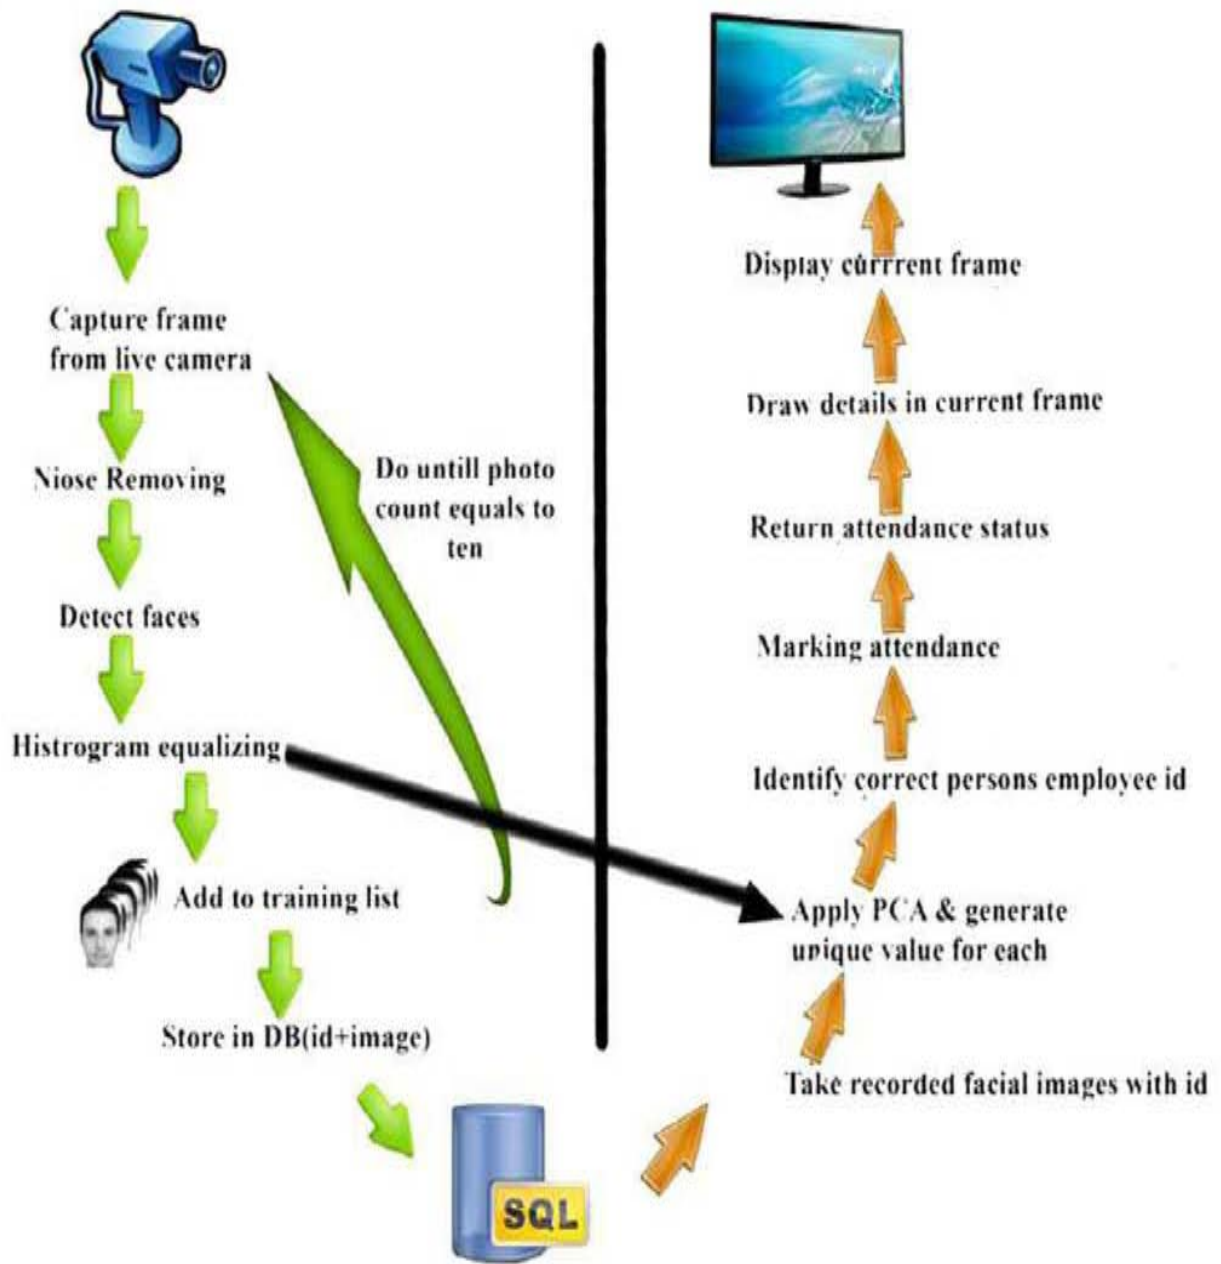 Capture frame
from live camera
Niose Removing
Detect faces
Histrogram equalizing
Add to training list
Store in DB(id+image)
Do untill photo
count equals to
ten
SQL
Display currrent frame
Draw details in current frame
Return attendance status
Marking attendance
Identify correct persons employee id
Apply PCA & generate
unique value for each
Take recorded facial images with id